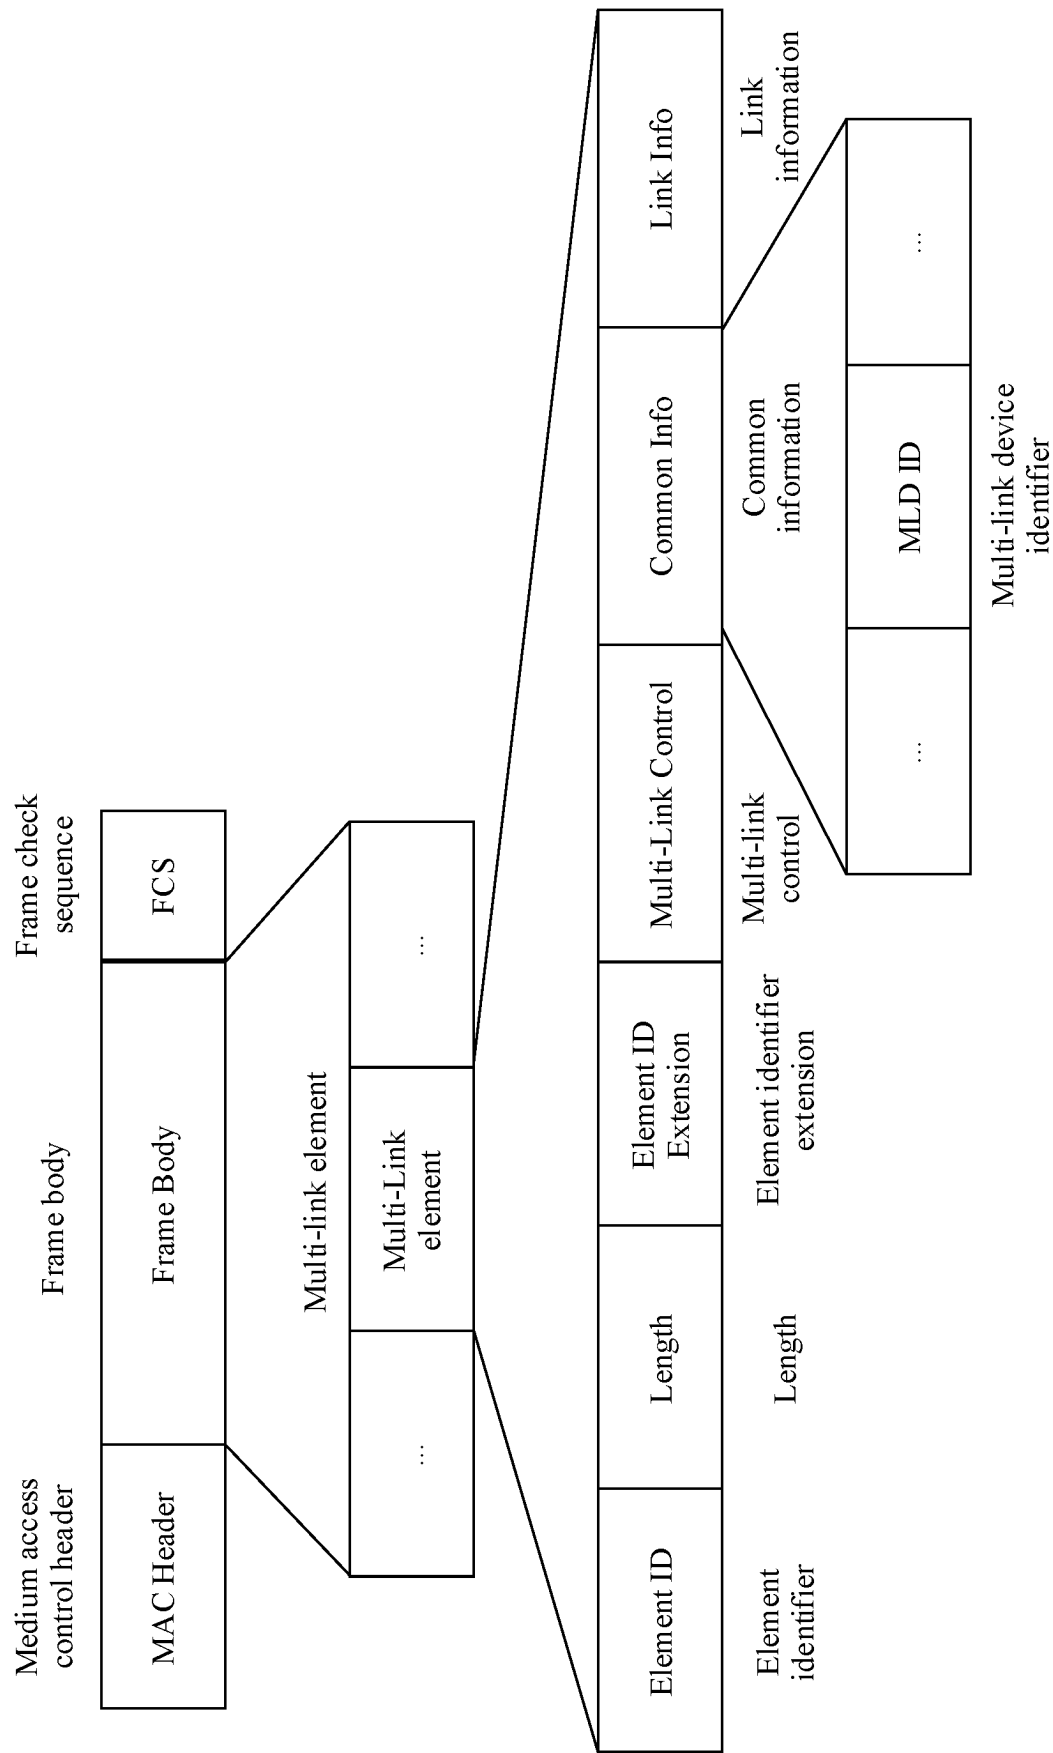 Medium access
control header
Frame body
Frame check
sequence
MAC Header
Frame Body
FCS
Multi-link element
...
Multi-Link
element
...
Element ID
Length
Element ID
Extension
Multi-Link Control
Common Info
Link Info
Element
identifier
Length
Element identifier
extension
Multi-link
control
Common
information
Link
information
...
MLD ID
...
Multi-link device
identifier